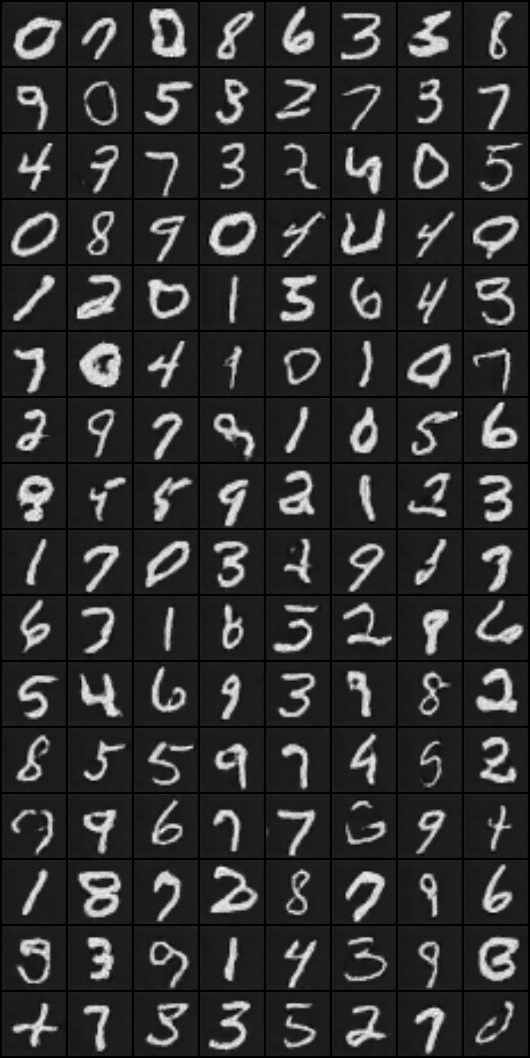 0 7 0 8 6 3 3 8
9 0 5 8 2 7 3 7
4 9 7 3 2 4 0 5
0 8 9 0 4 4 0
1 2 0 1 5 6 4 3
7 0 4 1 0 1 0 7
2 9 7 1 0 5 6
8 5 9 2 1 3
1 7 0 3 9 7
6 3 1 6 5 2 9 6
5 4 6 9 3 9 8 2
8 5 5 9 7 9 5 2
9 6 7 7 9 4
1 8 7 2 8 7 9 6
3 9 1 4 3 9
7 3 3 5 2 7 0